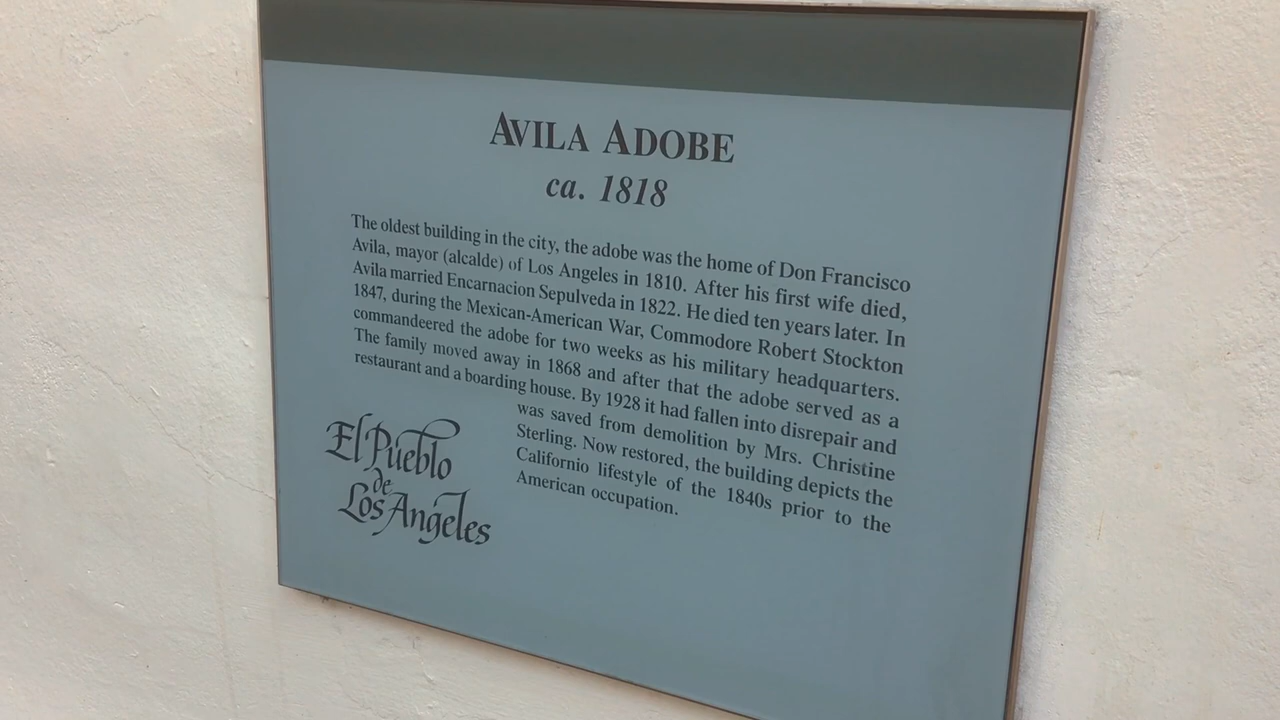 AVILA ADOBE
ca. 1818
The oldest building in the city, the adobe was the home of Don Francisco
Avila, mayor (alcalde) of Los Angeles in 1810. After his first wife died,
Avila married Encarnacion Sepulveda in 1822. He died ten years later. In
1847, during the Mexican-American War, Commodore Robert Stockton
commandeered the adobe for two weeks as his military headquarters.
The family moved away in 1868 and after that the adobe served as a
restaurant and a boarding house. By 1928 it had fallen into disrepair and
was saved from demolition by Mrs. Christine
Sterling. Now restored, the building depicts the
Californio lifestyle of the 1840s prior to the
American occupation.
El Pueblo
de
Los Angeles